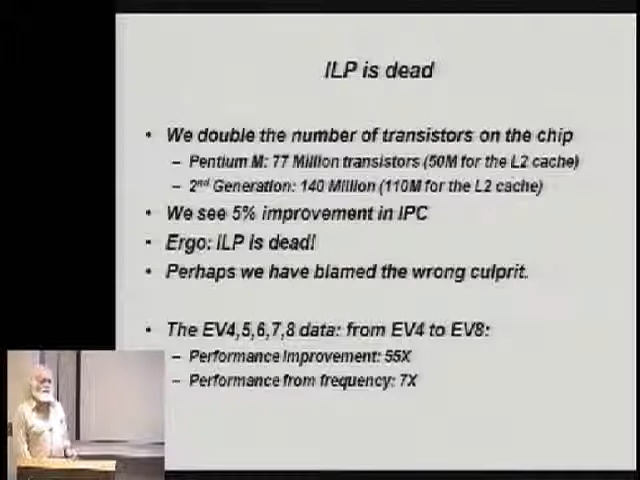 ILP is dead
• We double the number of transistors on the chip
– Pentium M: 77 Million transistors (50M for the L2 cache)
– 2nd Generation: 140 Million (110M for the L2 cache)
• We see 5% improvement in IPC
• Ergo: ILP is dead!
• Perhaps we have blamed the wrong culprit.
• The EV4,5,6,7,8 data: from EV4 to EV8:
– Performance improvement: 55X
– Performance from frequency: 7X